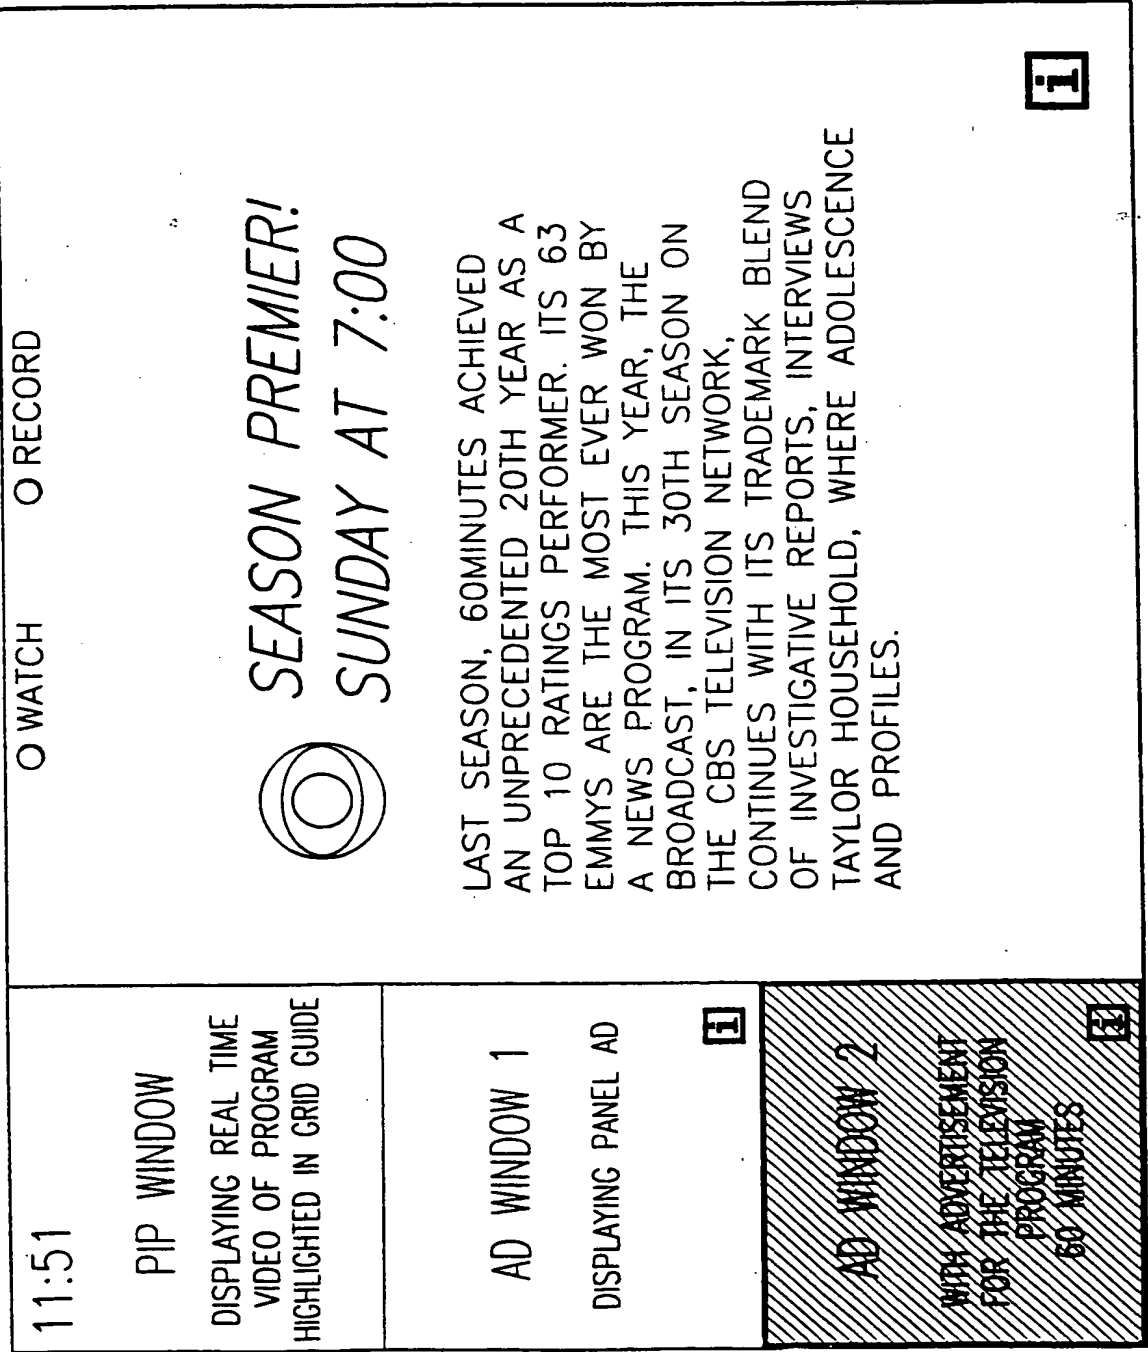 11:51
O WATCH O RECORD
PIP WINDOW
DISPLAYING REAL TIME
VIDEO OF PROGRAM
HIGHLIGHTED IN GRID GUIDE
AD WINDOW 1
DISPLAYING PANEL AD
i
AD WINDOW 2
WITH ADVERTISEMENT
FOR THE TELEVISION
PROGRAM
60 MINUTES
i
SEASON PREMIER!
SUNDAY AT 7:00
LAST SEASON, 60MINUTES ACHIEVED
AN UNPRECEDENTED 20TH YEAR AS A
TOP 10 RATINGS PERFORMER. ITS 63
EMMYS ARE THE MOST EVER WON BY
A NEWS PROGRAM. THIS YEAR, THE
BROADCAST, IN ITS 30TH SEASON ON
THE CBS TELEVISION NETWORK,
CONTINUES WITH ITS TRADEMARK BLEND
OF INVESTIGATIVE REPORTS, INTERVIEWS
TAYLOR HOUSEHOLD, WHERE ADOLESCENCE
AND PROFILES.
i